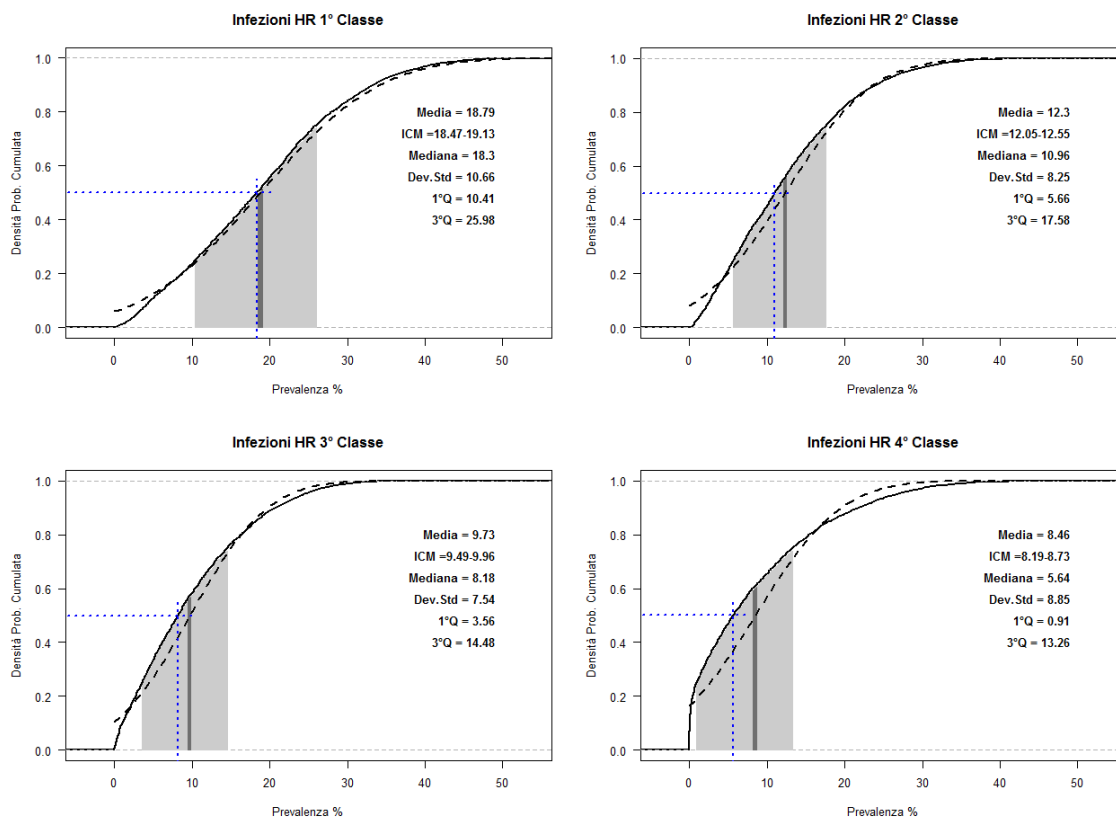 Infezioni HR 1° Classe
Densità Prob. Cumulata
1.0
0.8
0.6
0.4
0.2
0.0
Media = 18.79
ICM =18.47-19.13
Mediana = 18.3
Dev.Std = 10.66
1°Q = 10.41
3°Q = 25.98
0 10 20 30 40 50
Prevalenza %
Infezioni HR 2° Classe
Densità Prob. Cumulata
1.0
0.8
0.6
0.4
0.2
0.0
Media = 12.3
ICM =12.05-12.55
Mediana = 10.96
Dev.Std = 8.25
1°Q = 5.66
3°Q = 17.58
0 10 20 30 40 50
Prevalenza %
Infezioni HR 3° Classe
Densità Prob. Cumulata
1.0
0.8
0.6
0.4
0.2
0.0
Media = 9.73
ICM =9.49-9.96
Mediana = 8.18
Dev.Std = 7.54
1°Q = 3.56
3°Q = 14.48
0 10 20 30 40 50
Prevalenza %
Infezioni HR 4° Classe
Densità Prob. Cumulata
1.0
0.8
0.6
0.4
0.2
0.0
Media = 8.46
ICM =8.19-8.73
Mediana = 5.64
Dev.Std = 8.85
1°Q = 0.91
3°Q = 13.26
0 10 20 30 40 50
Prevalenza %